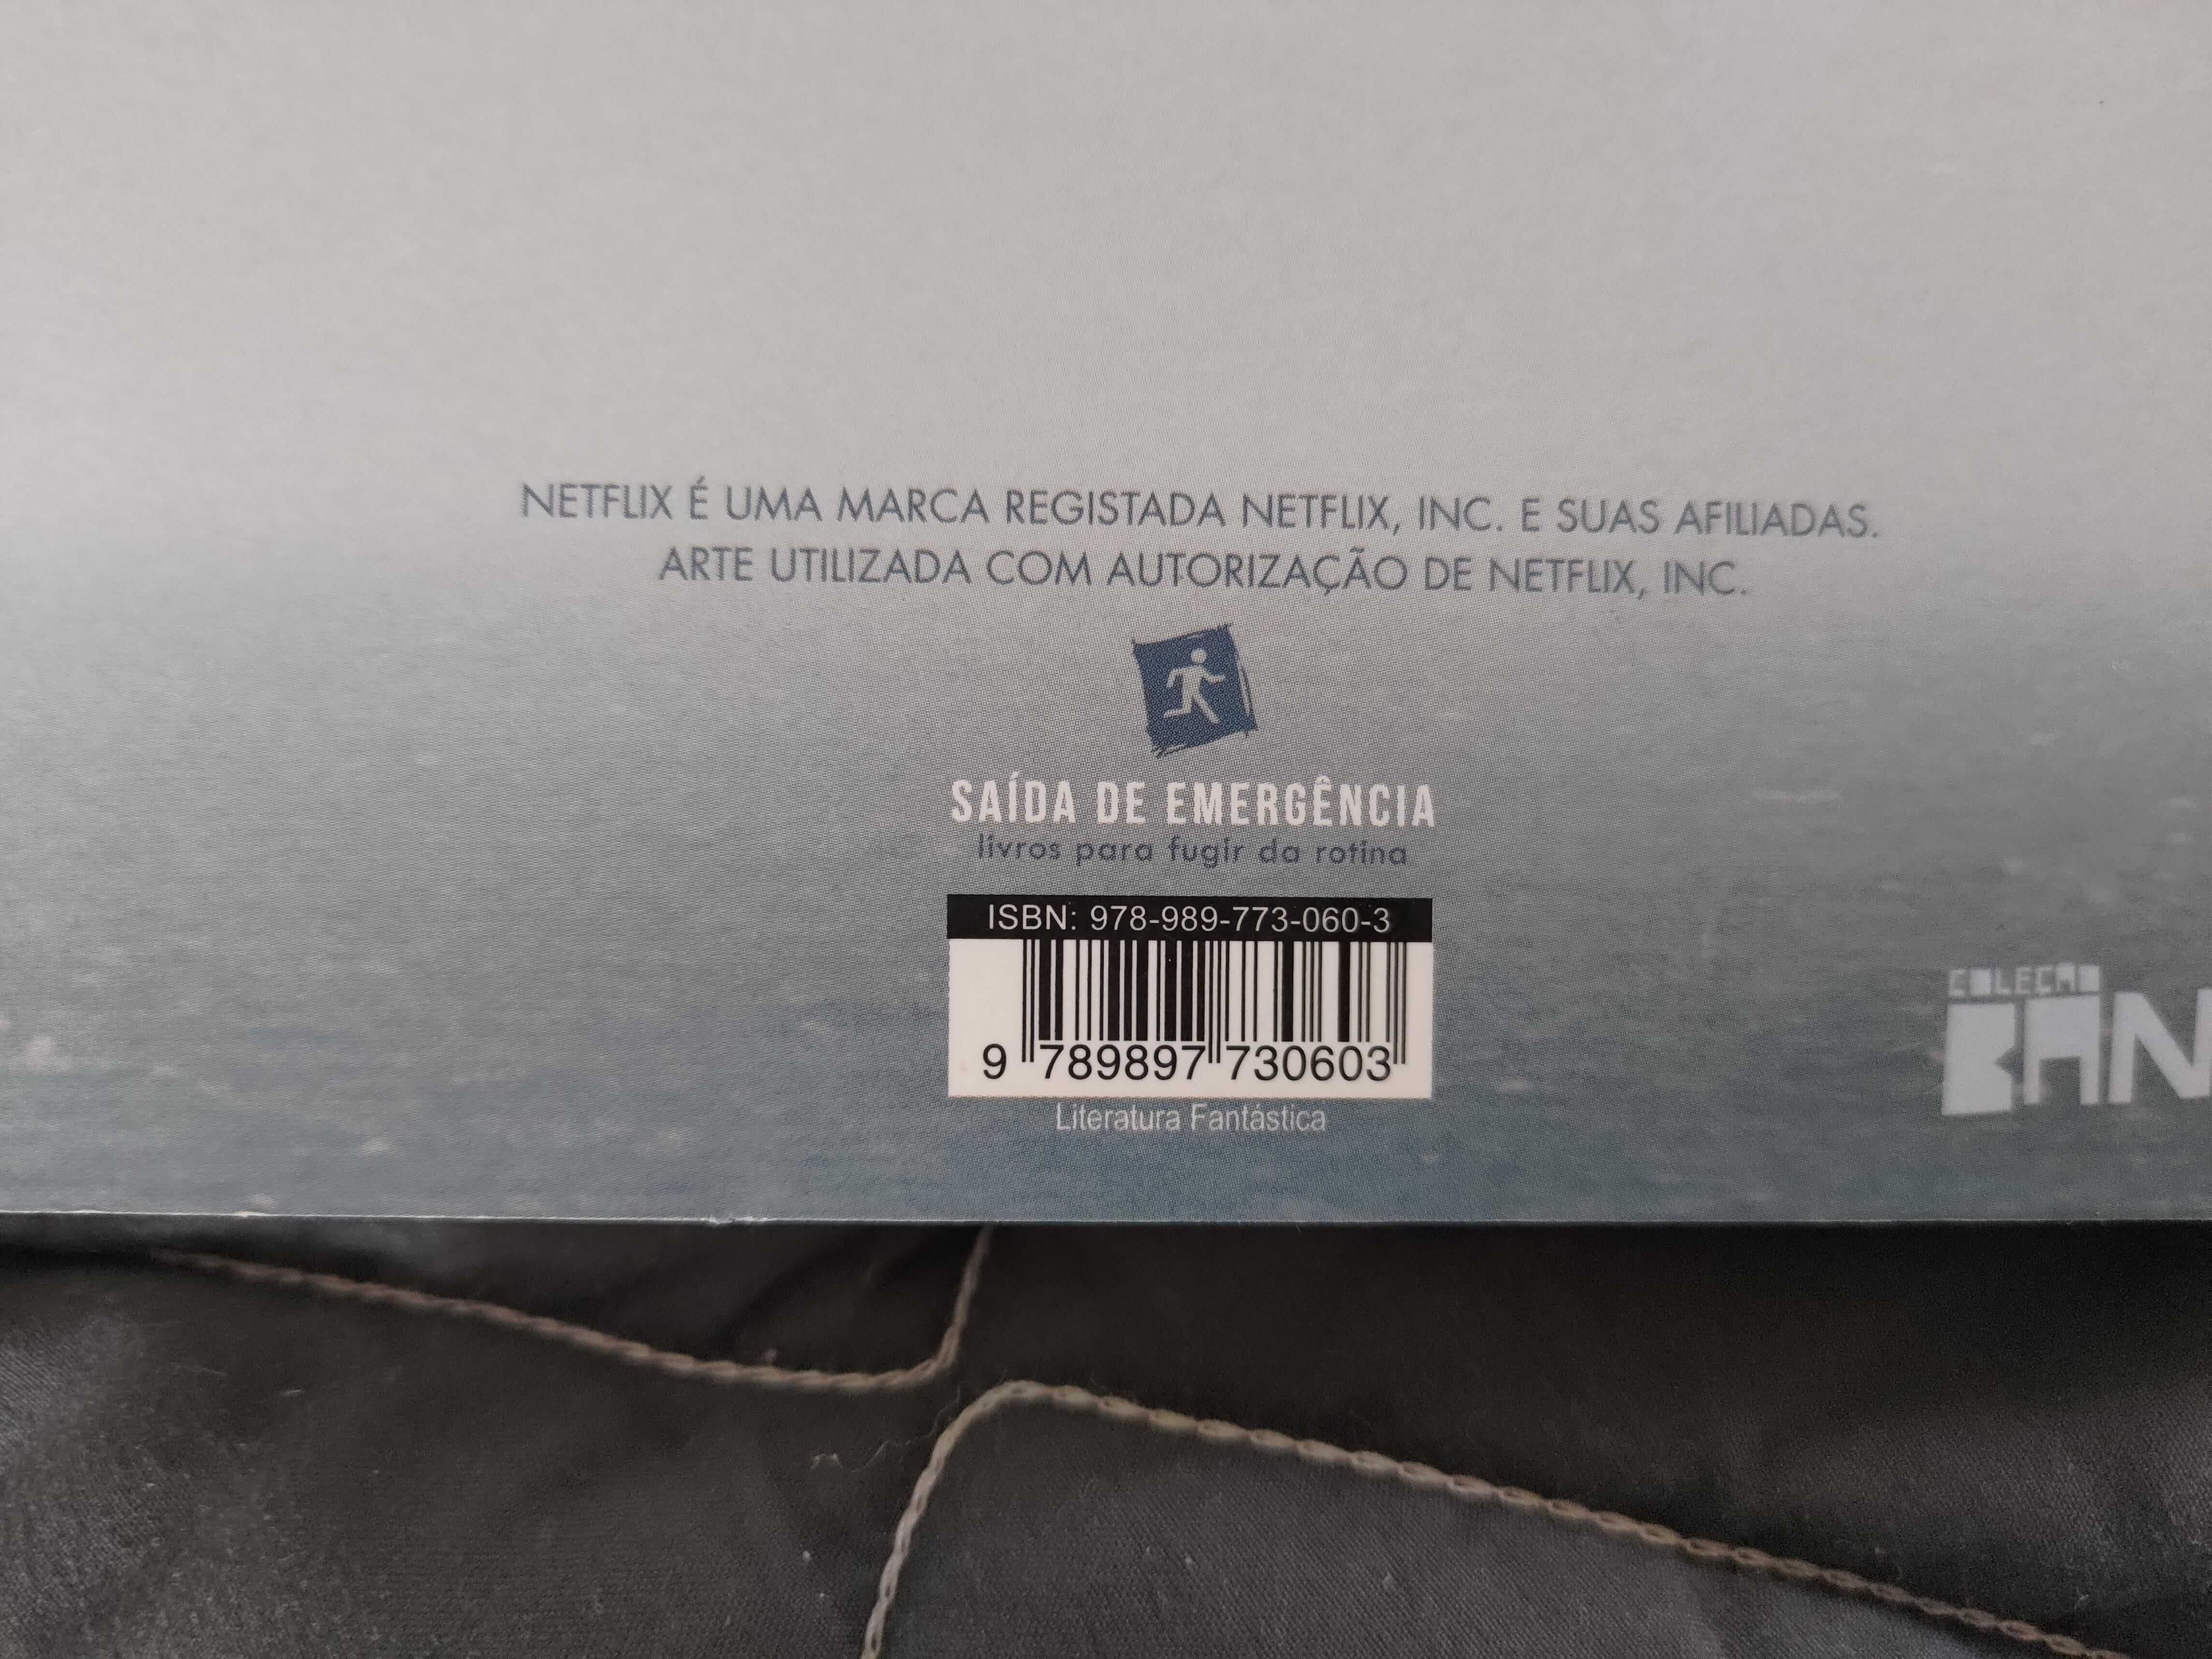 NETFLIX É UMA MARCA REGISTADA NETFLIX, INC. E SUAS AFILIADAS.
ARTE UTILIZADA COM AUTORIZAÇÃO DE NETFLIX, INC.
SAÍDA DE EMERGÊNCIA
livros para fugir da rotina
ISBN: 978-989-773-060-3
9 789897 730603
Literatura Fantástica
COLEÇÃO